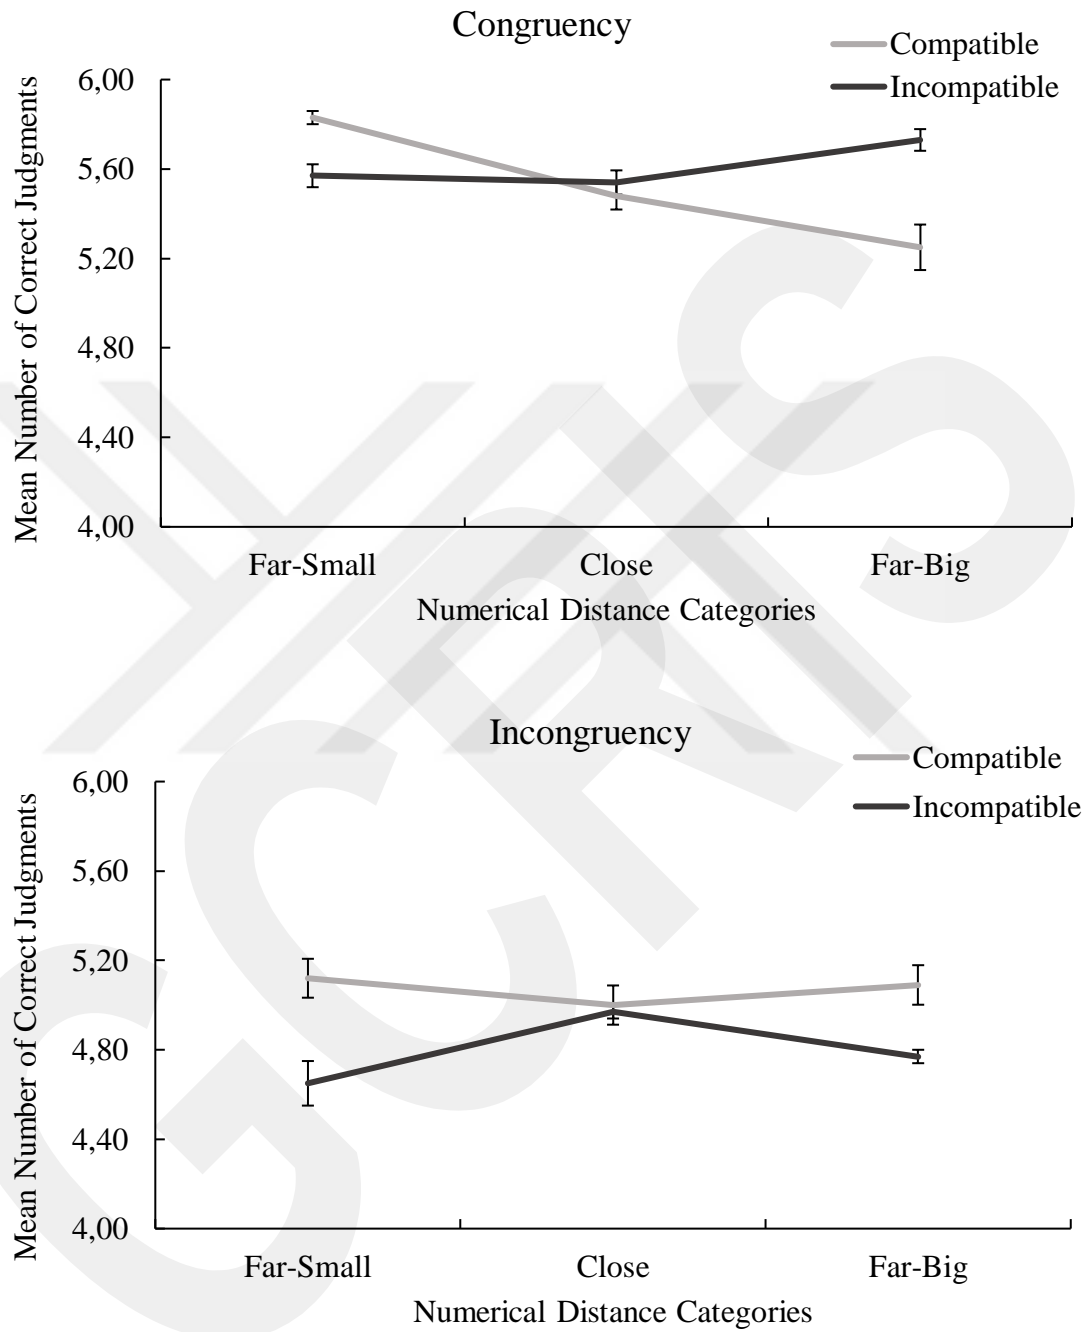 Congruency
Compatible
Incompatible
Mean Number of Correct Judgments
6,00
5,60
5,20
4,80
4,40
4,00
Far-Small Close Far-Big
Numerical Distance Categories
Incongruency
Compatible
Incompatible
Mean Number of Correct Judgments
6,00
5,60
5,20
4,80
4,40
4,00
Far-Small Close Far-Big
Numerical Distance Categories
GCRIS